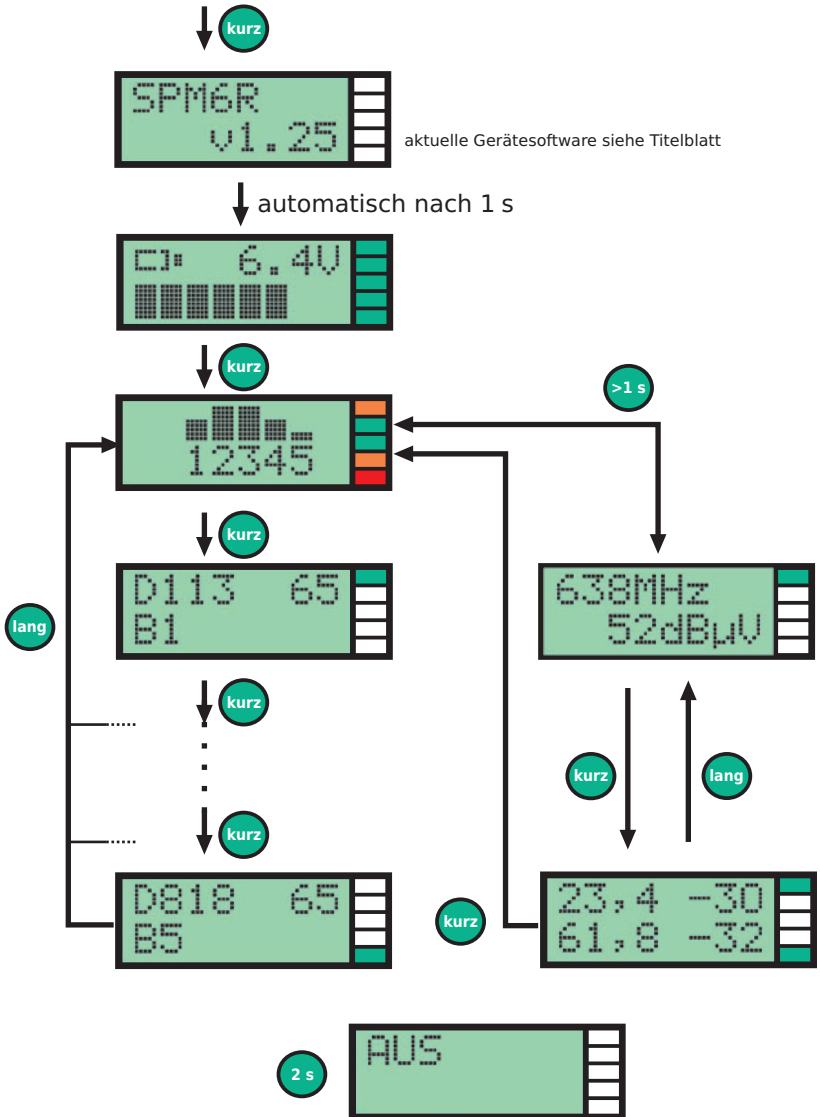 kurz
SPM6R
v1.25
aktuelle Gerätesoftware siehe Titelblatt
automatisch nach 1 s
6.4V
kurz
>1 s
12345
kurz
D113 65
B1
638MHz
52dBµV
lang
kurz
kurz
lang
kurz
D818 65
B5
kurz
23,4 -30
61,8 -32
2 s
AUS